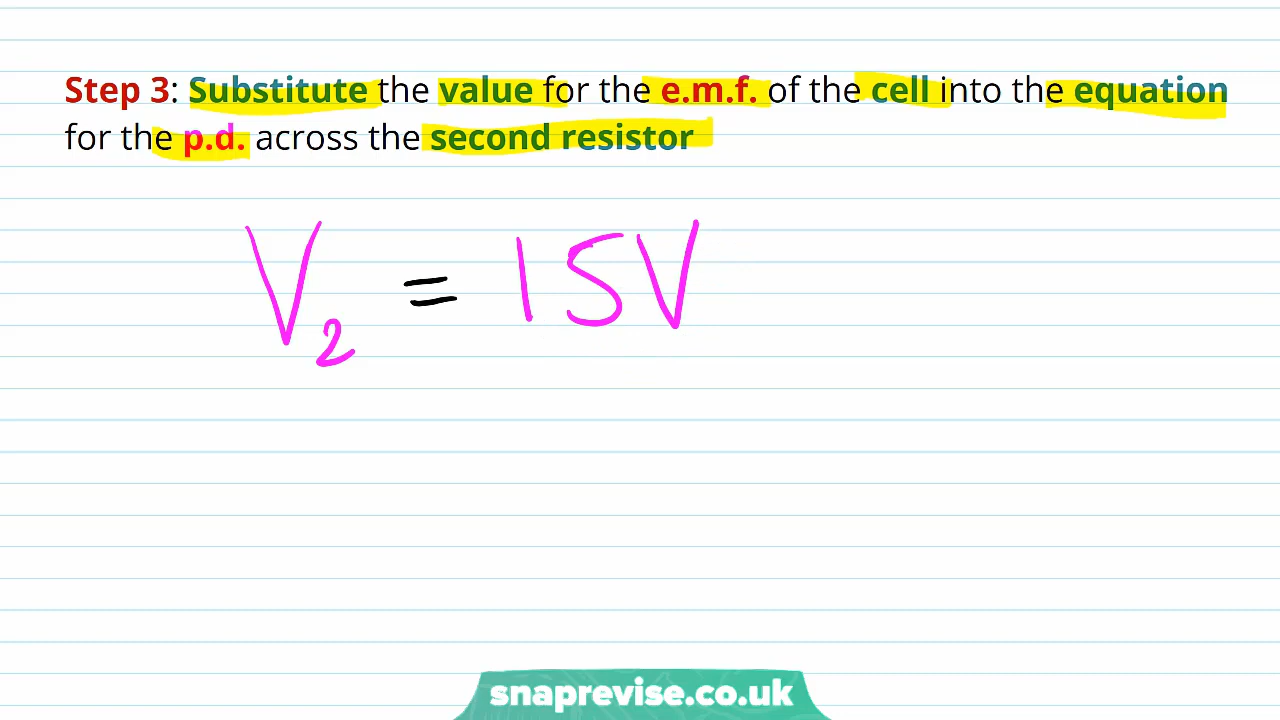 Step 3: Substitute the value for the e.m.f. of the cell into the equation
for the p.d. across the second resistor
V₂ = 15V
snaprevise.co.uk